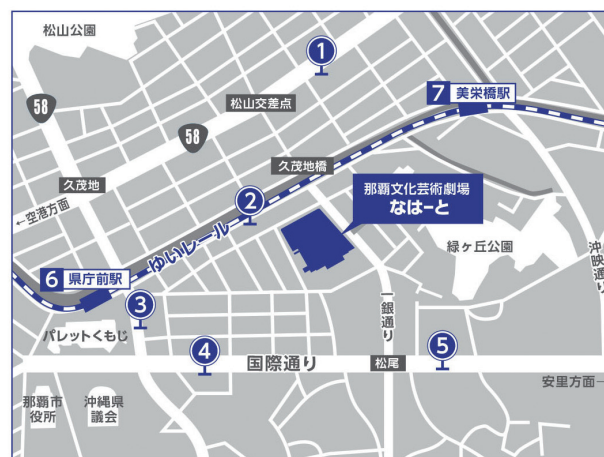 松山公園
1
58
松山交差点
7 美栄橋駅
58
久茂地
久茂地橋
←空港方面
2
那覇文化芸術劇場
なはーと
ゆいレール
緑ヶ丘公園
沖映通り
6 県庁前駅
3
一銀通り
パレットくもじ
4
国際通り
松尾
5
安里方面→
那覇市
役所
沖縄県
議会